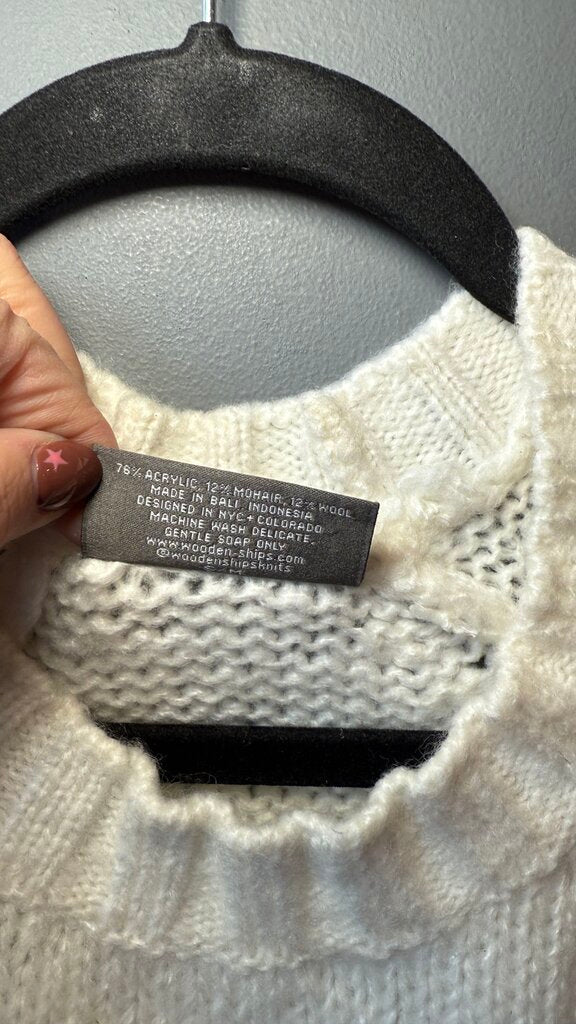 76% ACRYLIC, 12% MOHAIR, 12% WOOL
MADE IN BALI, INDONESIA
DESIGNED IN NYC + COLORADO
MACHINE WASH DELICATE.
GENTLE SOAP ONLY
www.wooden-ships.com
@woodenshipsknits